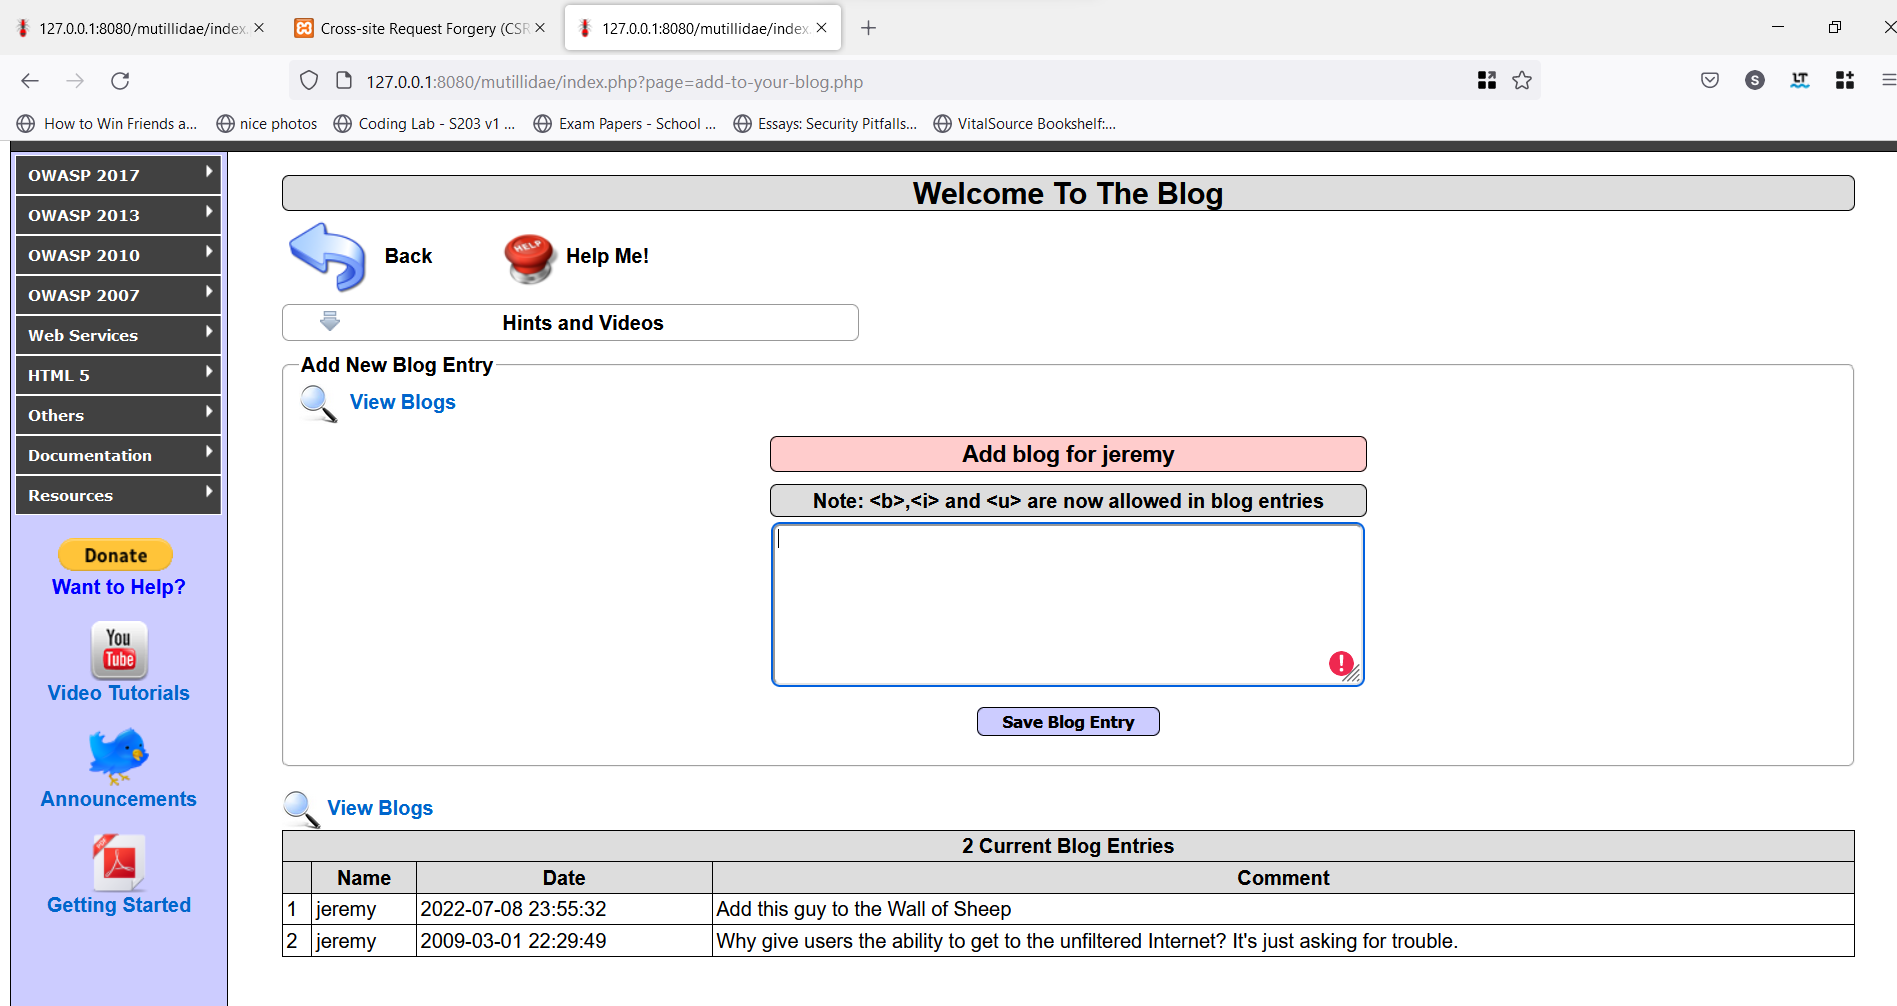 127.0.0.1:8080/mutillidae/index.
Cross-site Request Forgery (CSR
127.0.0.1:8080/mutillidae/index.
127.0.0.1:8080/mutillidae/index.php?page=add-to-your-blog.php
S
LT
How to Win Friends a...
nice photos
Coding Lab - S203 v1 ...
Exam Papers - School ...
Essays: Security Pitfalls...
VitalSource Bookshelf:...
OWASP 2017
OWASP 2013
OWASP 2010
OWASP 2007
Web Services
HTML 5
Others
Documentation
Resources
Donate
Want to Help?
You
Tube
Video Tutorials
Announcements
PDF
Getting Started
Welcome To The Blog
Back
HELP
Help Me!
Hints and Videos
Add New Blog Entry
View Blogs
Add blog for jeremy
Note: <b>,<i> and <u> are now allowed in blog entries
Save Blog Entry
View Blogs
2 Current Blog Entries
Name Date Comment
1 jeremy 2022-07-08 23:55:32 Add this guy to the Wall of Sheep
2 jeremy 2009-03-01 22:29:49 Why give users the ability to get to the unfiltered Internet? It's just asking for trouble.